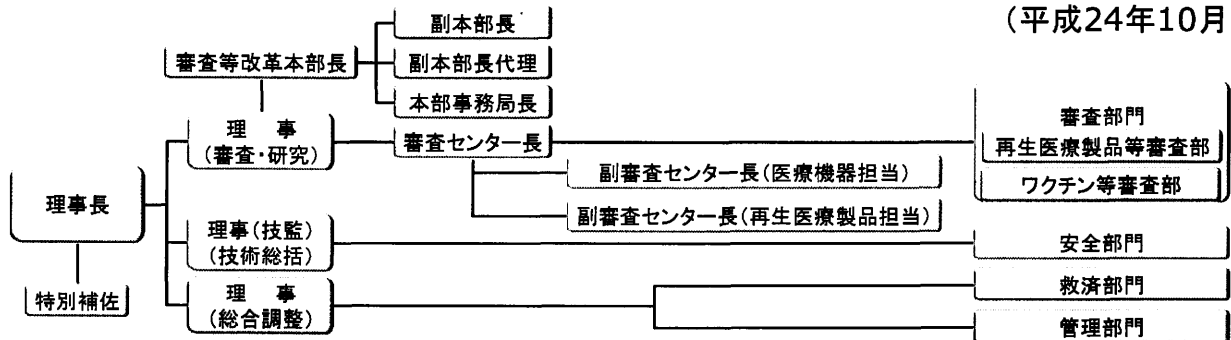 (平成24年10月
副本部長
審査等改革本部長
副本部長代理
本部事務局長
理　事
(審査・研究)
審査センター長
審査部門
再生医療製品等審査部
ワクチン等審査部
副審査センター長(医療機器担当)
副審査センター長(再生医療製品担当)
理事長
特別補佐
理事(技監)
(技術総括)
安全部門
理　事
(総合調整)
救済部門
管理部門